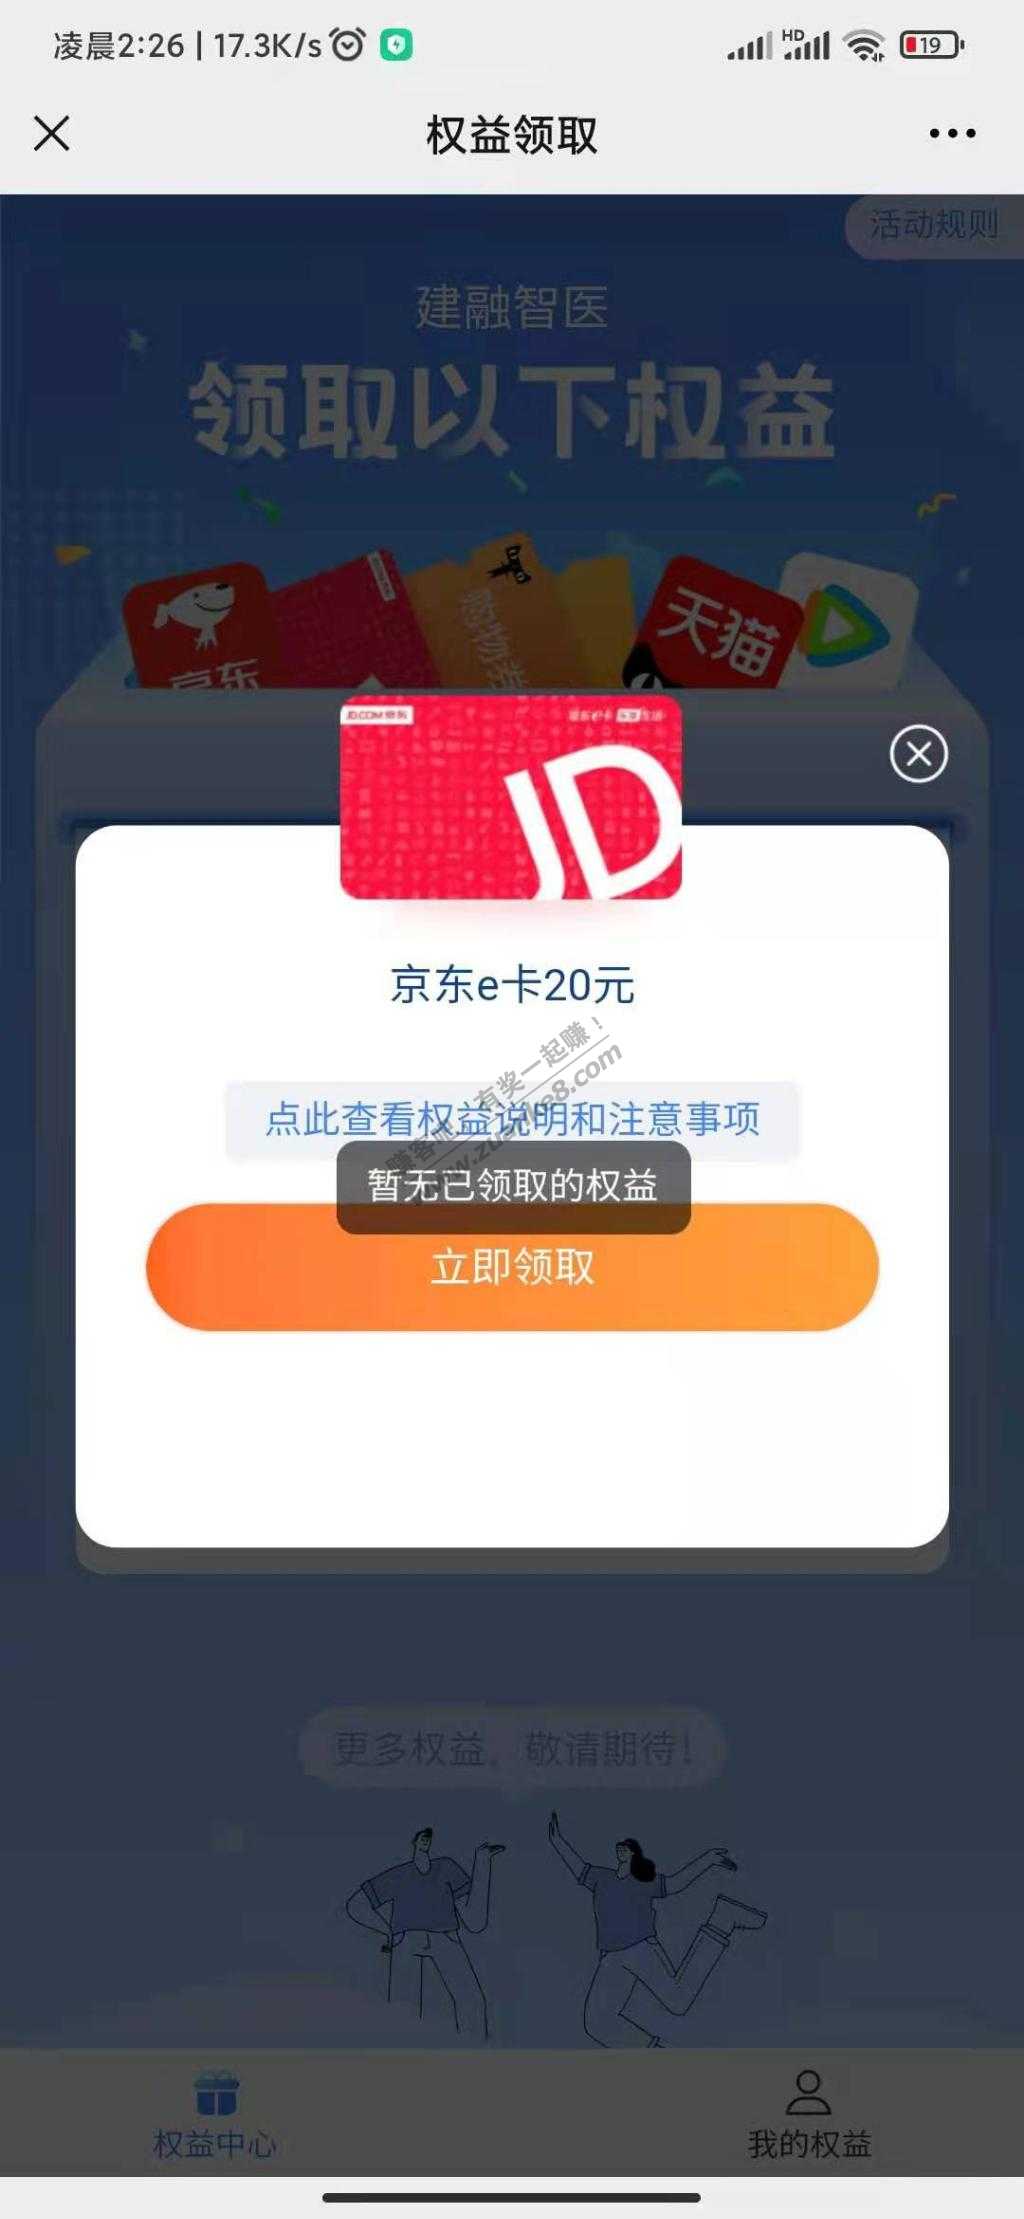 凌晨2:26 | 17.3K/s
HD
19
权益领取
活动规则
建融智医
领取以下权益
京东
天猫
JD.COM 京东
JD
京东e卡20元
赚客吧,有奖一起赚!
www.zuanke8.com
点此查看权益说明和注意事项
暂无已领取的权益
立即领取
更多权益，敬请期待!
权益中心
我的权益